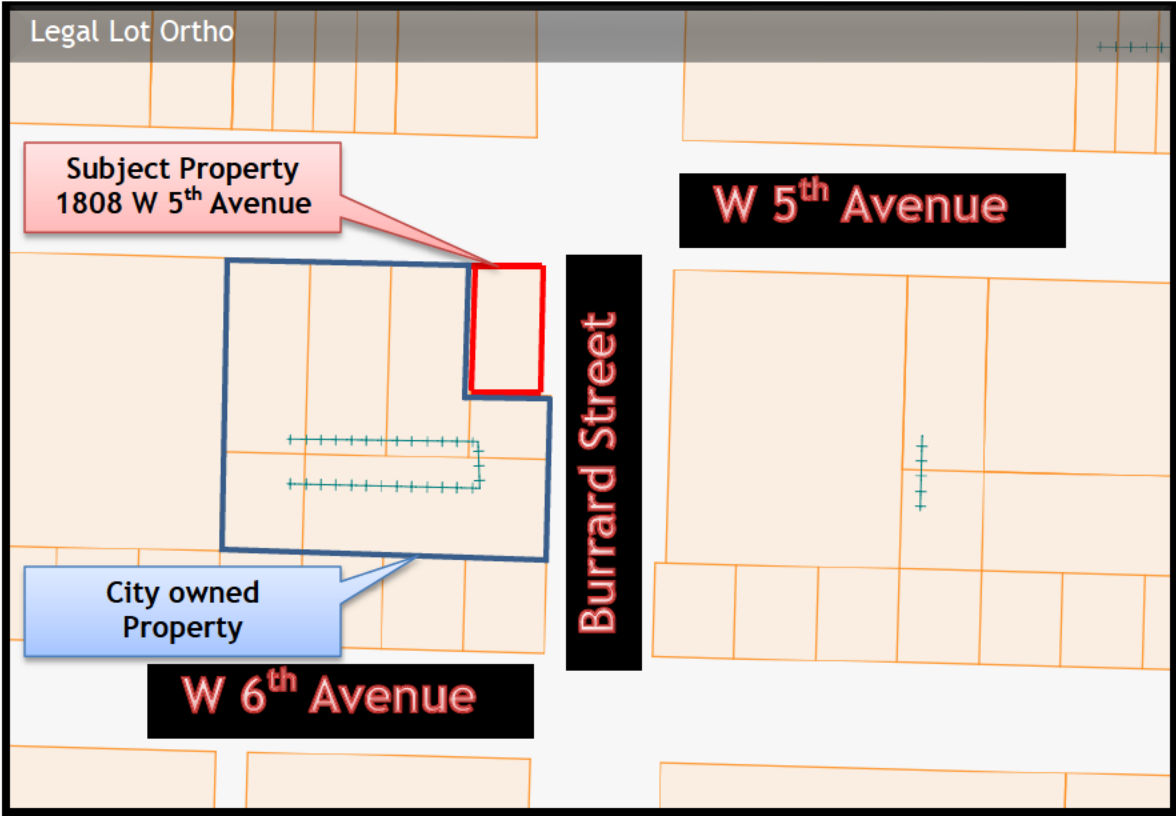 Legal Lot Ortho
Subject Property
1808 W 5th Avenue
W 5th Avenue
Burrard Street
City owned
Property
W 6th Avenue